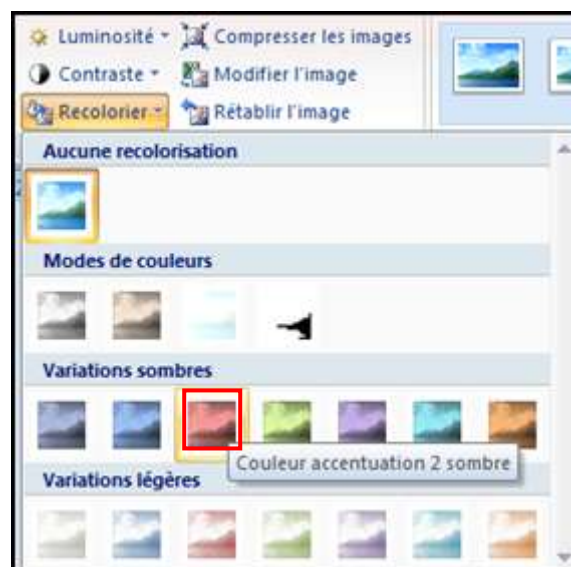 Luminosité Compresser les images
Contraste Modifier l'image
Recolorier Rétablir l'image
Aucune recolorisation
Modes de couleurs
Variations sombres
Couleur accentuation 2 sombre
Variations légères